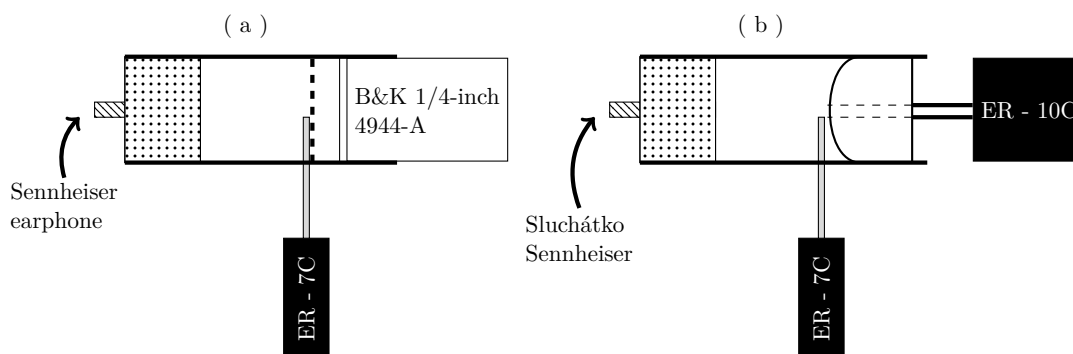 ( a )
B&K 1/4-inch
4944-A
Sennheiser
earphone
ER - 7C
( b )
ER - 10C
Sluchátko
Sennheiser
ER - 7C